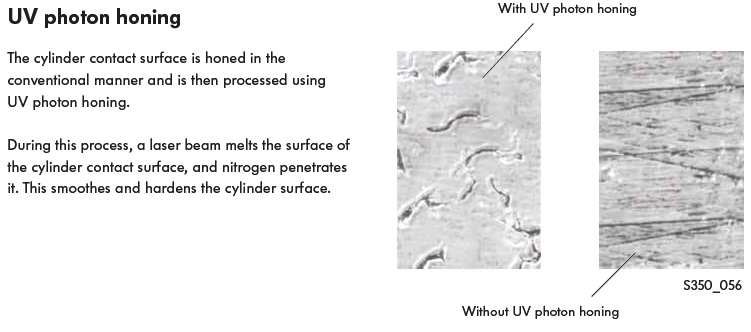 UV photon honing
The cylinder contact surface is honed in the
conventional manner and is then processed using
UV photon honing.
During this process, a laser beam melts the surface of
the cylinder contact surface, and nitrogen penetrates
it. This smoothes and hardens the cylinder surface.
With UV photon honing
S350_056
Without UV photon honing